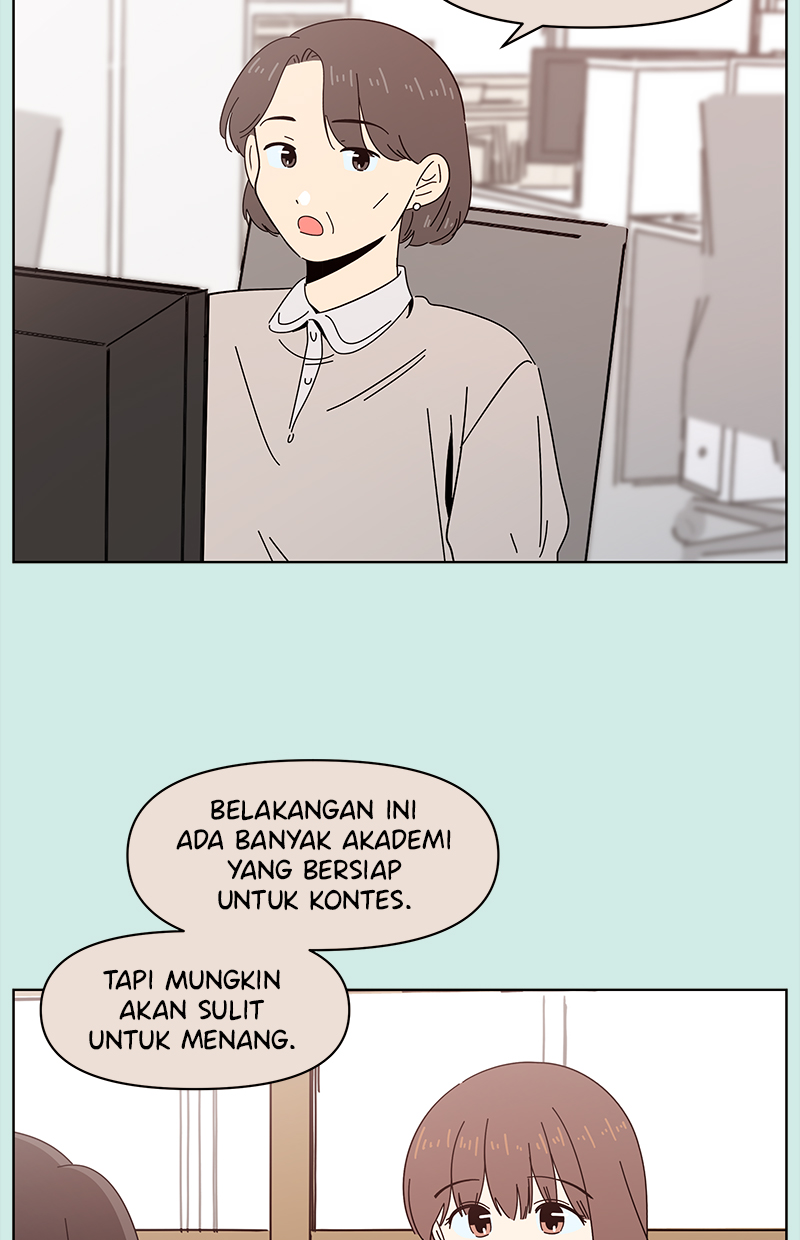 BELAKANGAN INI
ADA BANYAK AKADEMI
YANG BERSIAP
UNTUK KONTES.
TAPI MUNGKIN
AKAN SULIT
UNTUK MENANG.